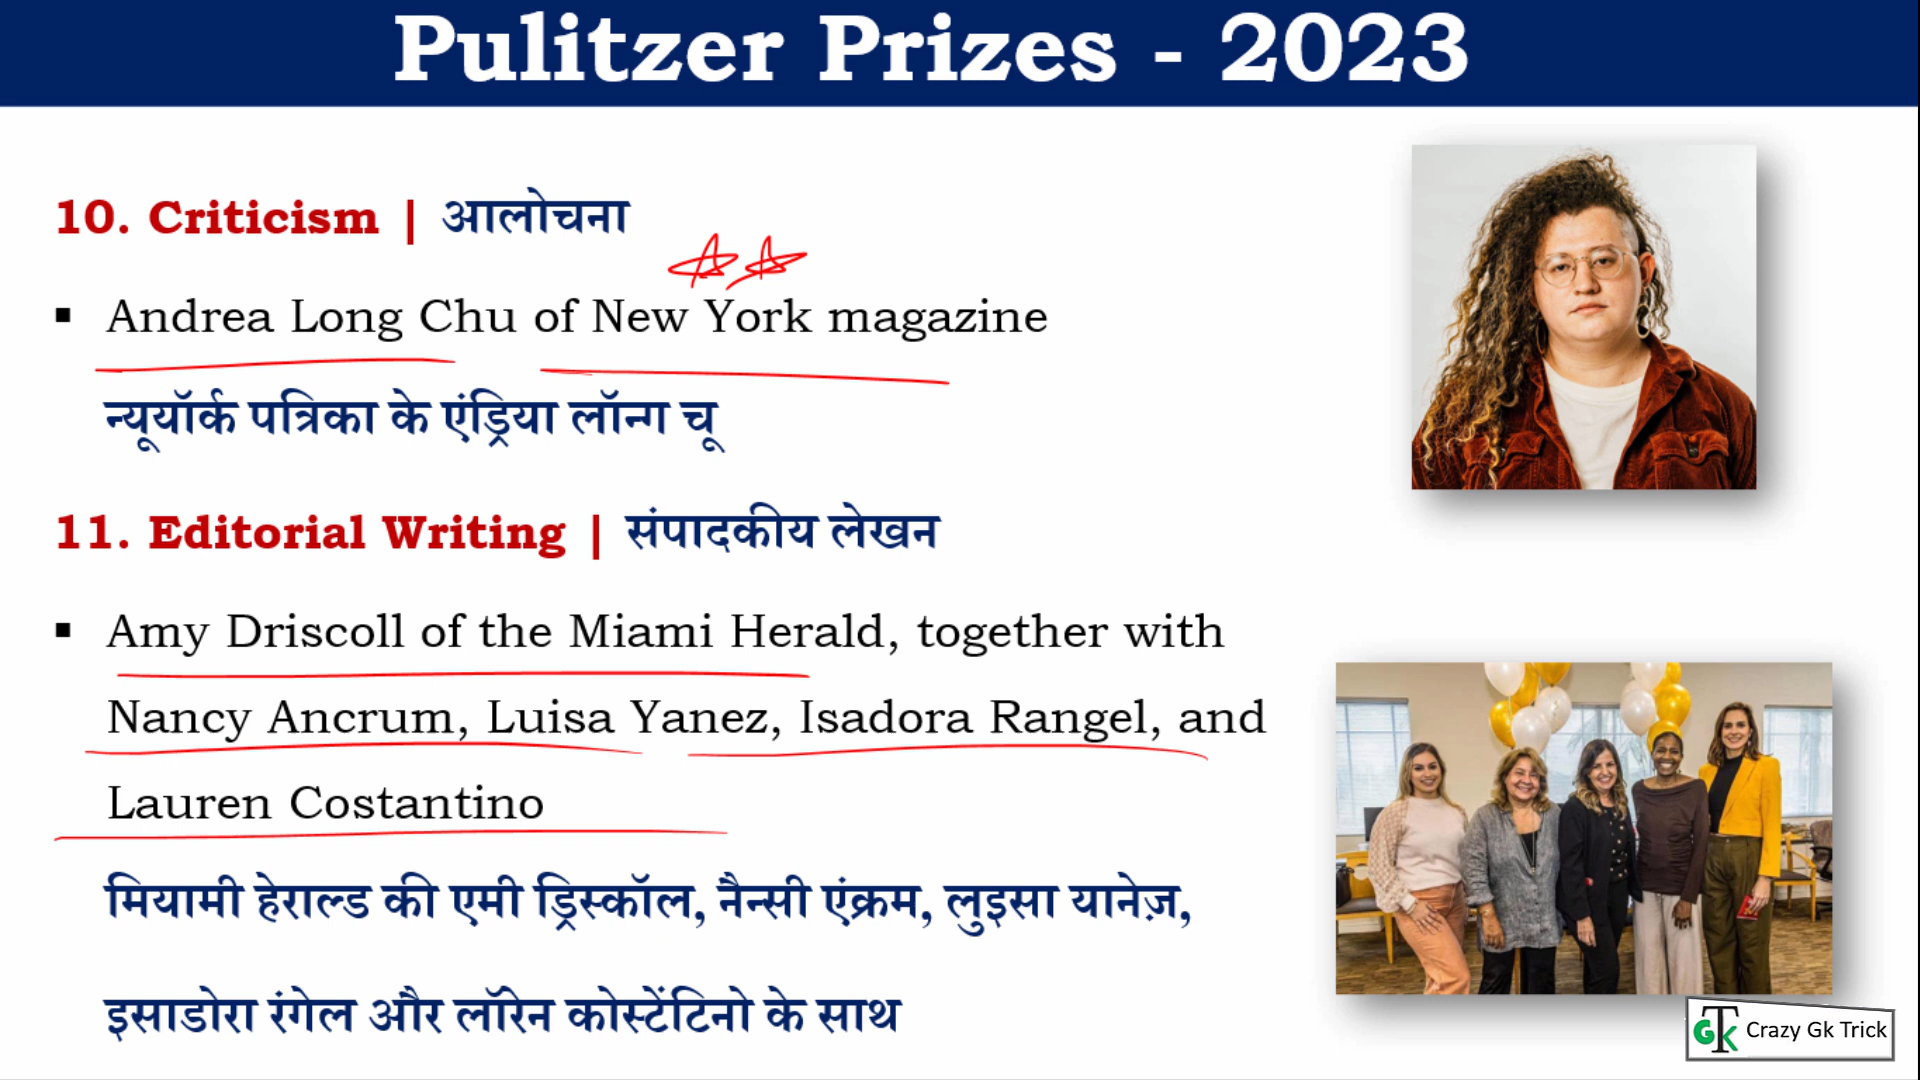 Pulitzer Prizes - 2023
10. Criticism | आलोचना
Andrea Long Chu of New York magazine
न्यूयॉर्क पत्रिका के एंड्रिया लॉन्ग चू
11. Editorial Writing | संपादकीय लेखन
Amy Driscoll of the Miami Herald, together with
Nancy Ancrum, Luisa Yanez, Isadora Rangel, and
Lauren Costantino
मियामी हेराल्ड की एमी ड्रिस्कॉल, नैन्सी एंक्रम, लुइसा यानेज़,
इसाडोरा रंगेल और लॉरेन कोस्टेंटिनो के साथ
GTK Crazy Gk Trick